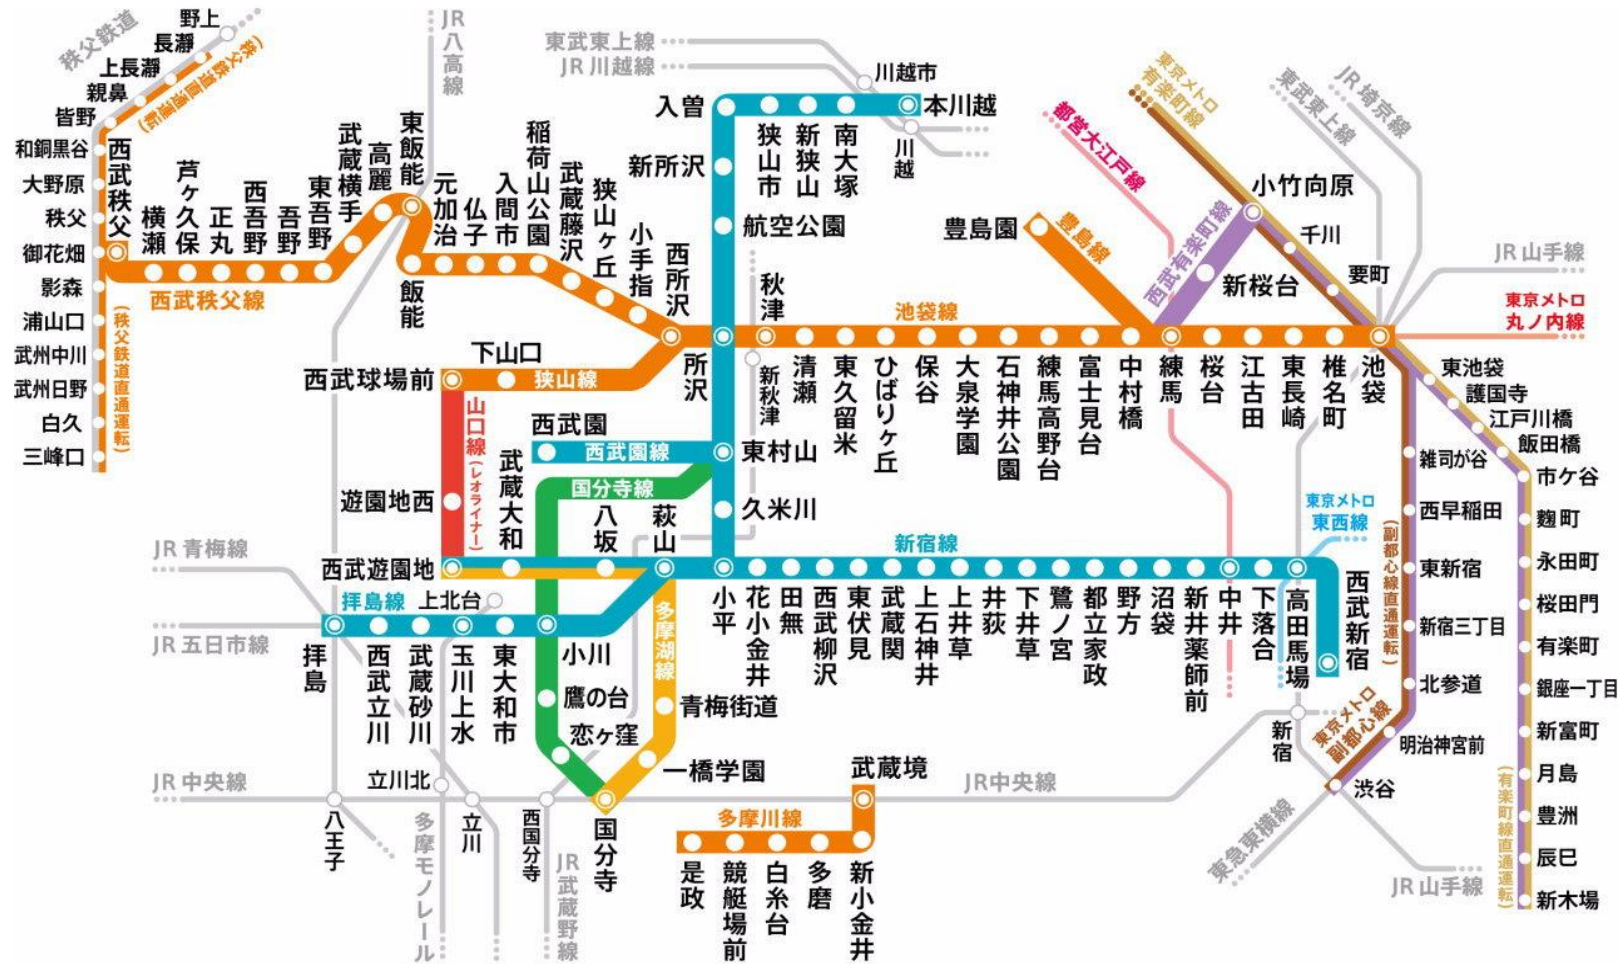 秩父鉄道
野上
長瀞
上長瀞
親鼻
皆野
(秩父鉄道直通運転)
和銅黒谷
大野原
秩父
御花畑
影森
浦山口
武州中川
武州日野
白久
三峰口
(秩父鉄道直通運転)
西武秩父
横瀬
芦ヶ久保
正丸
西吾野
吾野
東吾野
武蔵横手
高麗
東飯能
西武秩父線
JR八高線
飯能
元加治
仏子
入間市
稲荷山公園
武蔵藤沢
狭山ヶ丘
小手指
西所沢
所沢
秋津
新秋津
清瀬
東久留米
ひばりヶ丘
保谷
大泉学園
石神井公園
練馬高野台
富士見台
中村橋
練馬
桜台
江古田
東長崎
椎名町
池袋
池袋線
東武東上線
JR川越線
川越市
本川越
川越
南大塚
新狭山
狭山市
入曽
新所沢
航空公園
東村山
久米川
都営大江戸線
豊島園
豊島線
西武有楽町線
新桜台
小竹向原
千川
要町
東京メトロ
有楽町線
東武東上線
JR埼京線
JR山手線
東京メトロ
丸ノ内線
下山口
西武球場前
狭山線
山口線
(レオライナー)
遊園地西
西武遊園地
西武園
西武園線
国分寺線
武蔵大和
八坂
萩山
新宿線
小平
花小金井
田無
西武柳沢
東伏見
武蔵関
上石神井
上井草
井荻
下井草
鷺ノ宮
都立家政
野方
沼袋
新井薬師前
中井
下落合
高田馬場
西武新宿
東京メトロ
東西線
JR青梅線
JR五日市線
拝島線
上北台
拝島
西武立川
武蔵砂川
玉川上水
東大和市
小川
鷹の台
恋ヶ窪
多摩湖線
青梅街道
一橋学園
国分寺
JR中央線
立川北
八王子
多摩モノレール
立川
西国分寺
JR武蔵野線
武蔵境
多摩川線
是政
競艇場前
白糸台
多磨
新小金井
JR中央線
新宿
東池袋
護国寺
江戸川橋
飯田橋
市ケ谷
麴町
永田町
桜田門
有楽町
銀座一丁目
新富町
月島
豊洲
辰巳
新木場
(有楽町線直通運転)
雑司が谷
西早稲田
東新宿
新宿三丁目
北参道
明治神宮前
渋谷
(副都心線直通運転)
東京メトロ
副都心線
東急東横線
JR山手線